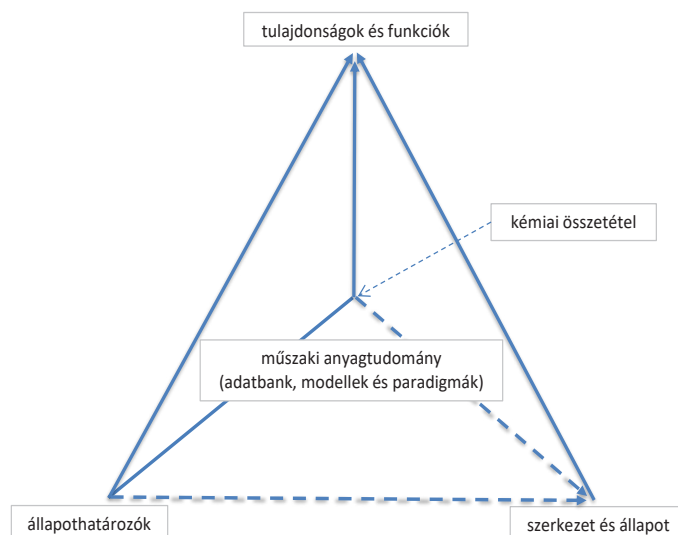 tulajdonságok és funkciók
kémiai összetétel
műszaki anyagtudomány
(adatbank, modellek és paradigmák)
állapothatározók
szerkezet és állapot